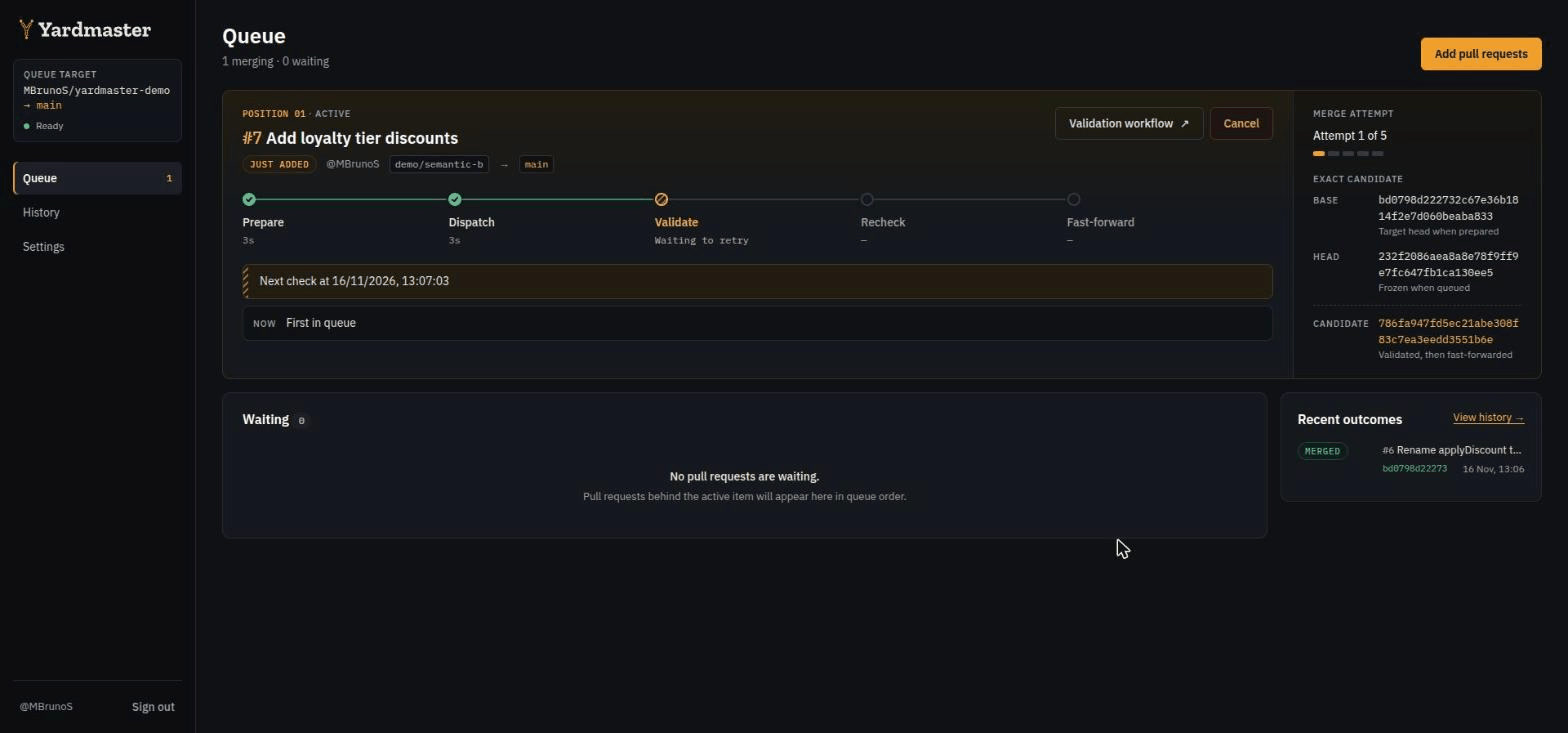 Yardmaster
QUEUE TARGET
MBrunoS/yardmaster-demo
→ main
Ready
Queue 1
History
Settings
@MBrunoS Sign out
Queue
1 merging · 0 waiting
Add pull requests
POSITION 01 · ACTIVE
#7 Add loyalty tier discounts
JUST ADDED @MBrunoS demo/semantic-b → main
Validation workflow ↗ Cancel
Prepare Dispatch Validate Recheck Fast-forward
3s 3s Waiting to retry — —
Next check at 16/11/2026, 13:07:03
NOW First in queue
MERGE ATTEMPT
Attempt 1 of 5
EXACT CANDIDATE
BASE bd0798d222732c67e36b18
14f2e7d060beaba833
Target head when prepared
HEAD 232f2086aea8a8e78f9ff9
e7fc647fb1ca130ee5
Frozen when queued
CANDIDATE 786fa947fd5ec21abe308f
83c7ea3eedd3551b6e
Validated, then fast-forwarded
Waiting 0
No pull requests are waiting.
Pull requests behind the active item will appear here in queue order.
Recent outcomes View history →
MERGED #6 Rename applyDiscount t...
bd0798d22273 16 Nov, 13:06